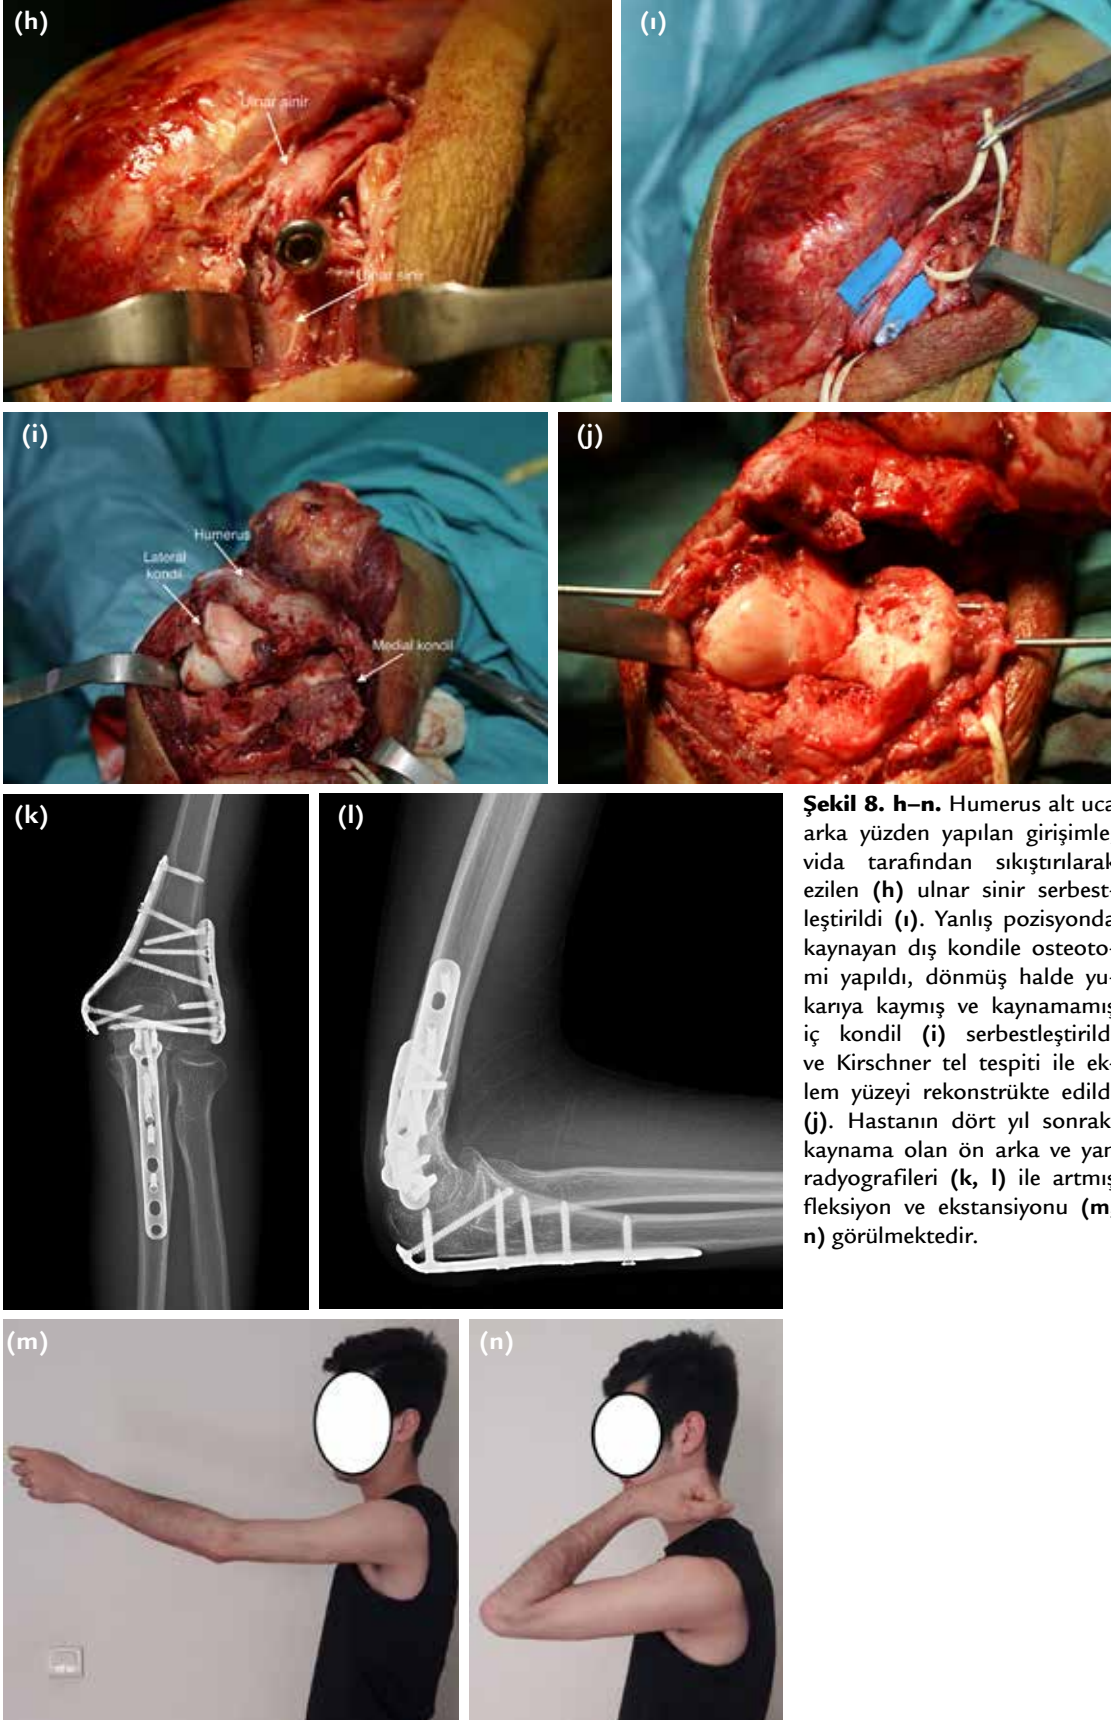 (h)
Ulnar sinir
Ulnar sinir
(ı)
(i)
Humerus
Lateral
kondil
Medial kondil
(j)
(k)
(l)
Şekil 8. h–n. Humerus alt uca
arka yüzden yapılan girişimle
vida tarafından sıkıştırılarak
ezilen (h) ulnar sinir serbest-
leştirildi (ı). Yanlış pozisyonda
kaynayan dış kondile osteoto-
mi yapıldı, dönmüş halde yu-
karıya kaymış ve kaynamamış
iç kondil (i) serbestleştirild
ve Kirschner tel tespiti ile ek-
lem yüzeyi rekonstrükte edild
(j). Hastanın dört yıl sonrak
kaynama olan ön arka ve yan
radyografileri (k, l) ile artmış
fleksiyon ve ekstansiyonu (m,
n) görülmektedir.
(m)
(n)